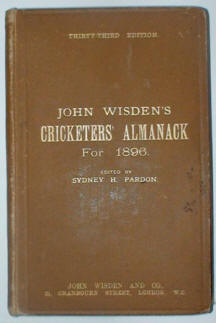 THIRTY-THIRD EDITION.
JOHN WISDEN'S
CRICKETERS' ALMANACK
For 1896.
EDITED BY
SYDNEY H. PARDON.
JOHN WISDEN AND CO.,
21, CRANBOURN STREET, LONDON, W.C.